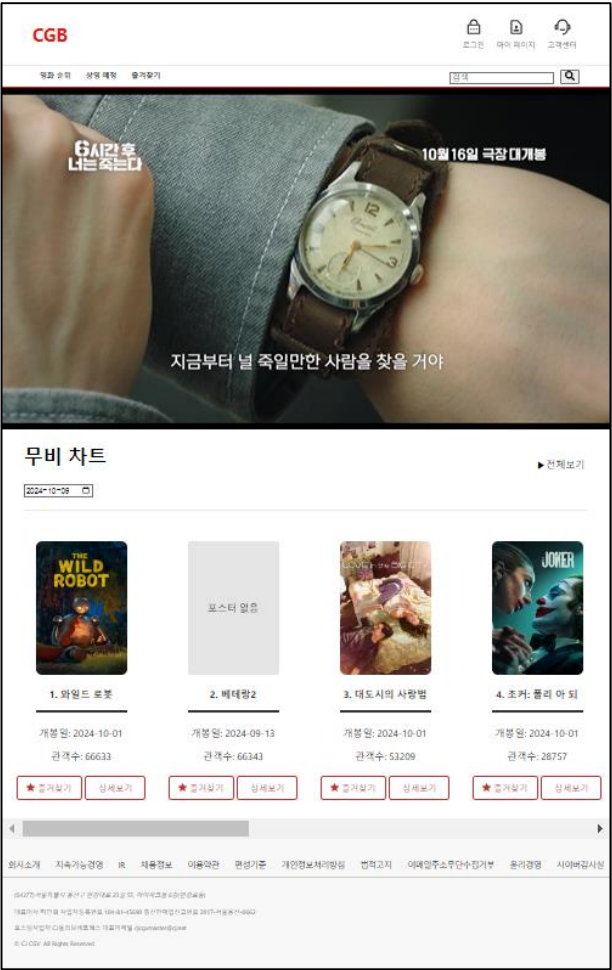 CGB
로그인 마이 페이지 고객센터
영화 순위 상영 예정 즐겨찾기
검색
6시간 후
너는 죽는다
10월 16일 극장 대개봉
지금부터 널 죽일만한 사람을 찾을 거야
무비 차트
▶전체보기
2024-10-06
THE
WILD
ROBOT
포스터 없음
LOVE in the BIG CITY
JOKER
1. 와일드 로봇
2. 베테랑2
3. 대도시의 사랑법
4. 조커: 폴리 아 되
개봉일: 2024-10-01
개봉일: 2024-09-13
개봉일: 2024-10-01
개봉일: 2024-10-01
관객수: 66633
관객수: 66343
관객수: 53209
관객수: 28757
★ 즐겨찾기 상세보기
★ 즐겨찾기 상세보기
★ 즐겨찾기 상세보기
★ 즐겨찾기 상세보기
회사소개 지속가능경영 IR 채용정보 이용약관 편성기준 개인정보처리방침 법적고지 이메일주소무단수집거부 윤리경영 사이버감사실
© CJ CGV. All Rights Reserved